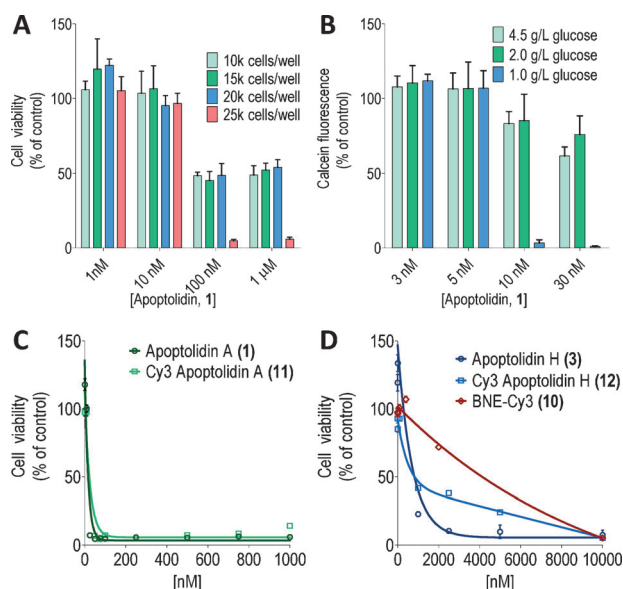 A
Cell viability
(% of control)
150
100
50
0
10k cells/well
15k cells/well
20k cells/well
25k cells/well
1nM
10 nM
100 nM
1 µM
[Apoptolidin, 1]
B
Calcein fluorescence
(% of control)
150
100
50
0
4.5 g/L glucose
2.0 g/L glucose
1.0 g/L glucose
3 nM
5 nM
10 nM
30 nM
[Apoptolidin, 1]
C
Cell viability
(% of control)
150
100
50
0
Apoptolidin A (1)
Cy3 Apoptolidin A (11)
0
250
500
750
1000
[nM]
D
Cell viability
(% of control)
150
100
50
0
Apoptolidin H (3)
Cy3 Apoptolidin H (12)
BNE-Cy3 (10)
0
2000
4000
6000
8000
10000
[nM]